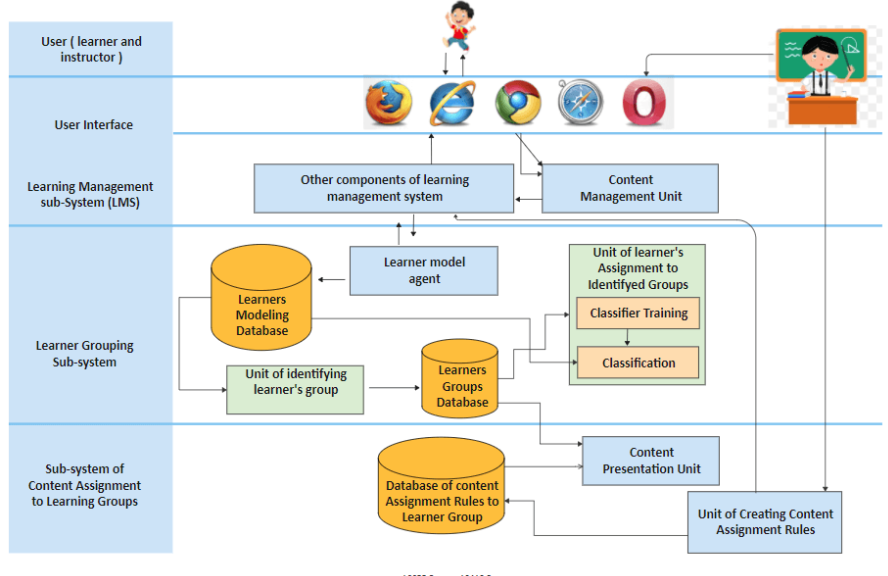 User ( learner and
instructor )
User Interface
Learning Management
sub-System (LMS)
Other components of learning
management system
Content
Management Unit
Learner Grouping
Sub-system
Learners
Modeling
Database
Learner model
agent
Unit of learner's
Assignment to
Identifyed Groups
Classifier Training
Classification
Unit of identifying
learner's group
Learners
Groups
Database
Sub-system of
Content Assignment
to Learning Groups
Database of content
Assignment Rules to
Learner Group
Content
Presentation Unit
Unit of Creating Content
Assignment Rules